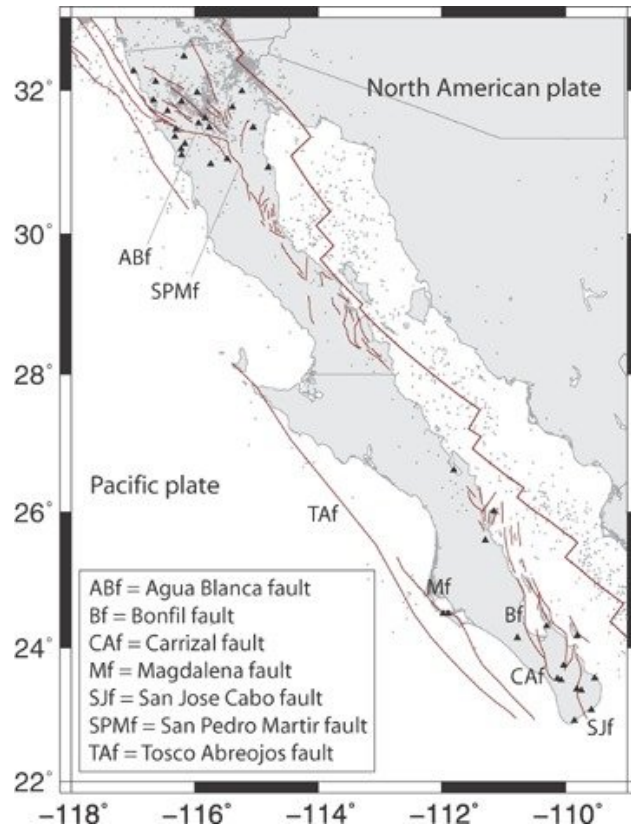 North American plate
32°
ABf
30°
SPMf
28°
Pacific plate
TAf
26°
Mf
Bf
24°
CAf
SJf
22°
ABf = Agua Blanca fault
Bf = Bonfil fault
CAf = Carrizal fault
Mf = Magdalena fault
SJf = San Jose Cabo fault
SPMf = San Pedro Martir fault
TAf = Tosco Abreojos fault
−118° −116° −114° −112° −110°